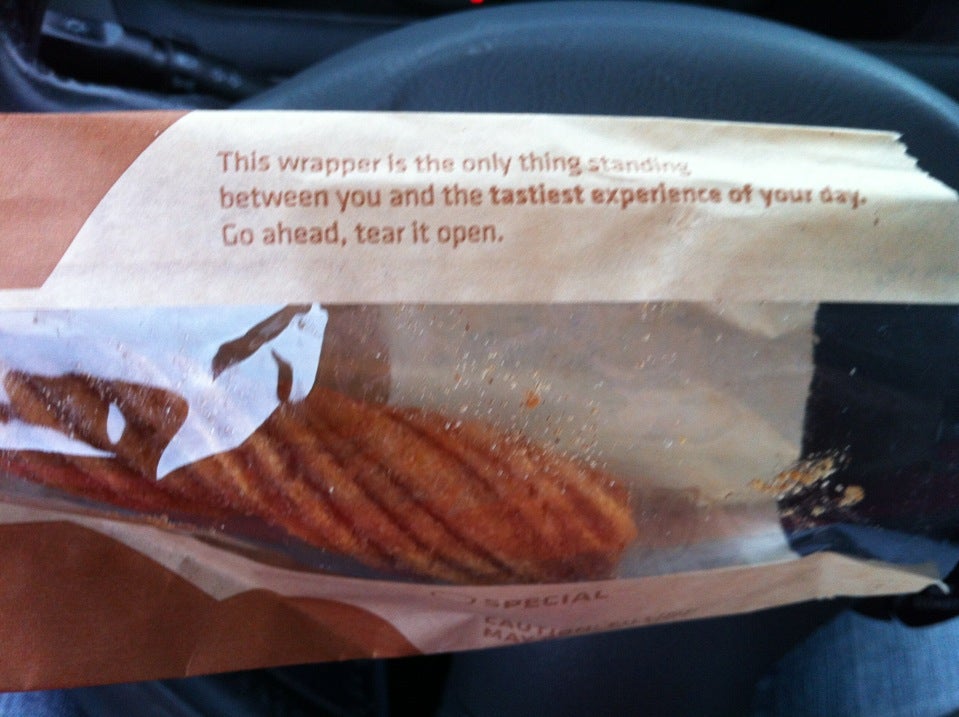 This wrapper is the only thing standing
between you and the tastiest experience of your day.
Go ahead, tear it open.
SPECIAL
CAUTION: